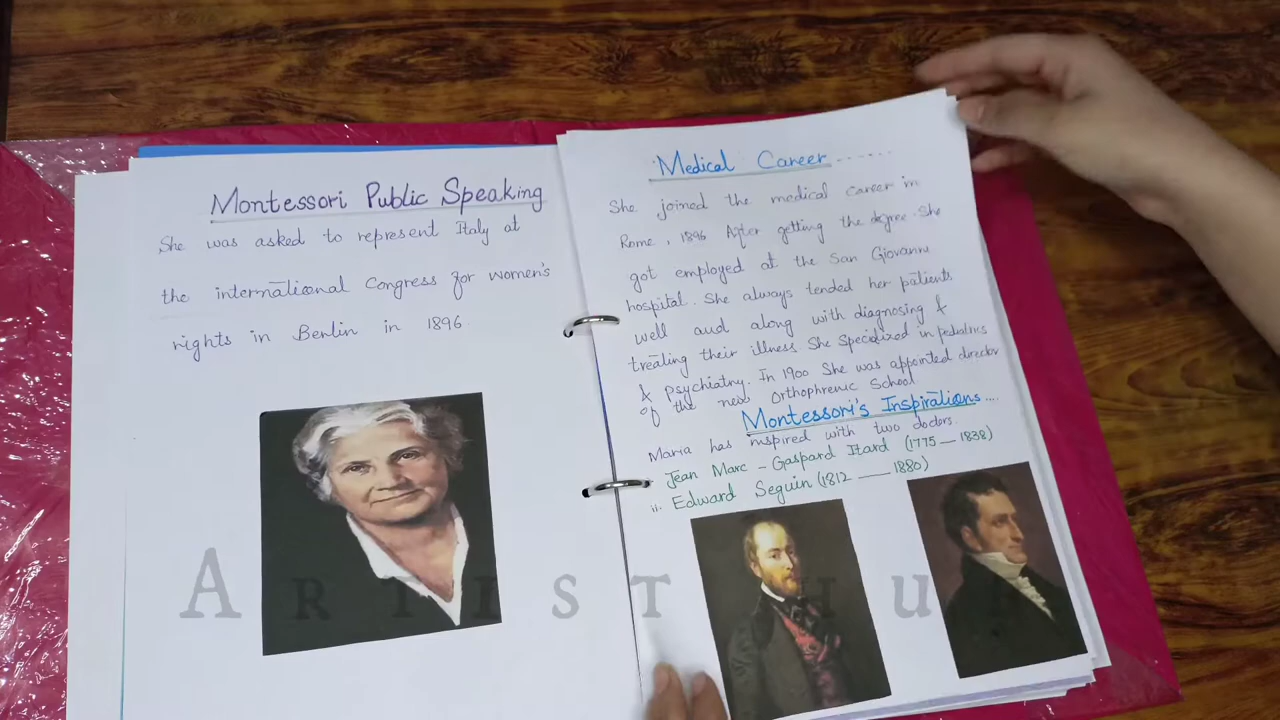 Montessori Public Speaking
She was asked to represent Italy at
the international Congress for women's
rights in Berlin in 1896.
Medical Career......
She joined the medical career in
Rome, 1896 After getting the degree. She
got employed at the San Giovanni
hospital. She always tended her patients
well and along with diagnosing &
treating their illness She Specialized in pediatrics
& psychiatry. In 1900 She was appointed director
of the new Orthophrenic School
Montessori's Inspirations....
Maria has inspired with two doctors.
i. Jean Marc - Gaspard Itard (1775 — 1838)
ii. Edward Seguin (1812 — 1880)
ARTIST HUB